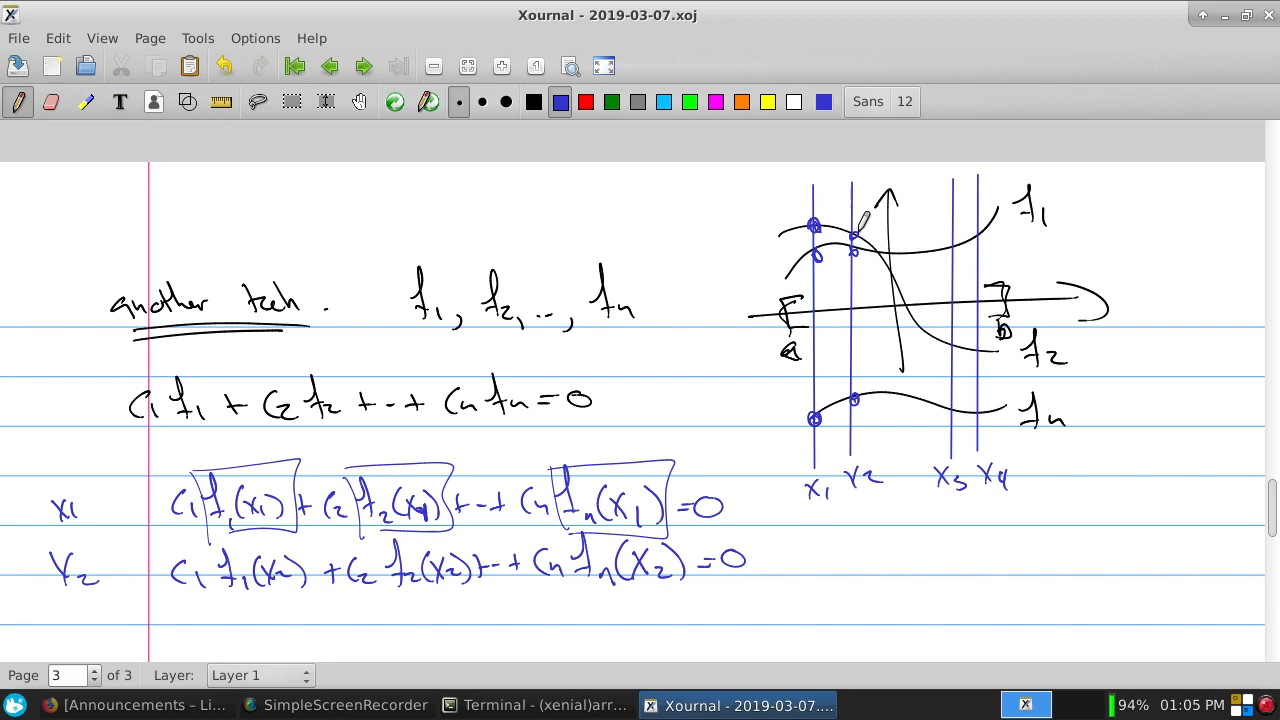 Xournal - 2019-03-07.xoj
File Edit View Page Tools Options Help
Sans 12
another tech. f1, f2, ..., fn
f1
a b
f2
c1 f1 + c2 f2 + -- + cn fn = 0
fn
x1 x2 x3 x4
x1 c1 f1(x1) + c2 f2(x1) + -- + cn fn(x1) = 0
x2 c1 f1(x2) + c2 f2(x2) + -- + cn fn(x2) = 0
Page 3 of 3 Layer: Layer 1
[Announcements – Li... SimpleScreenRecorder Terminal - (xenial)arr... Xournal - 2019-03-07.... 94% 01:05 PM